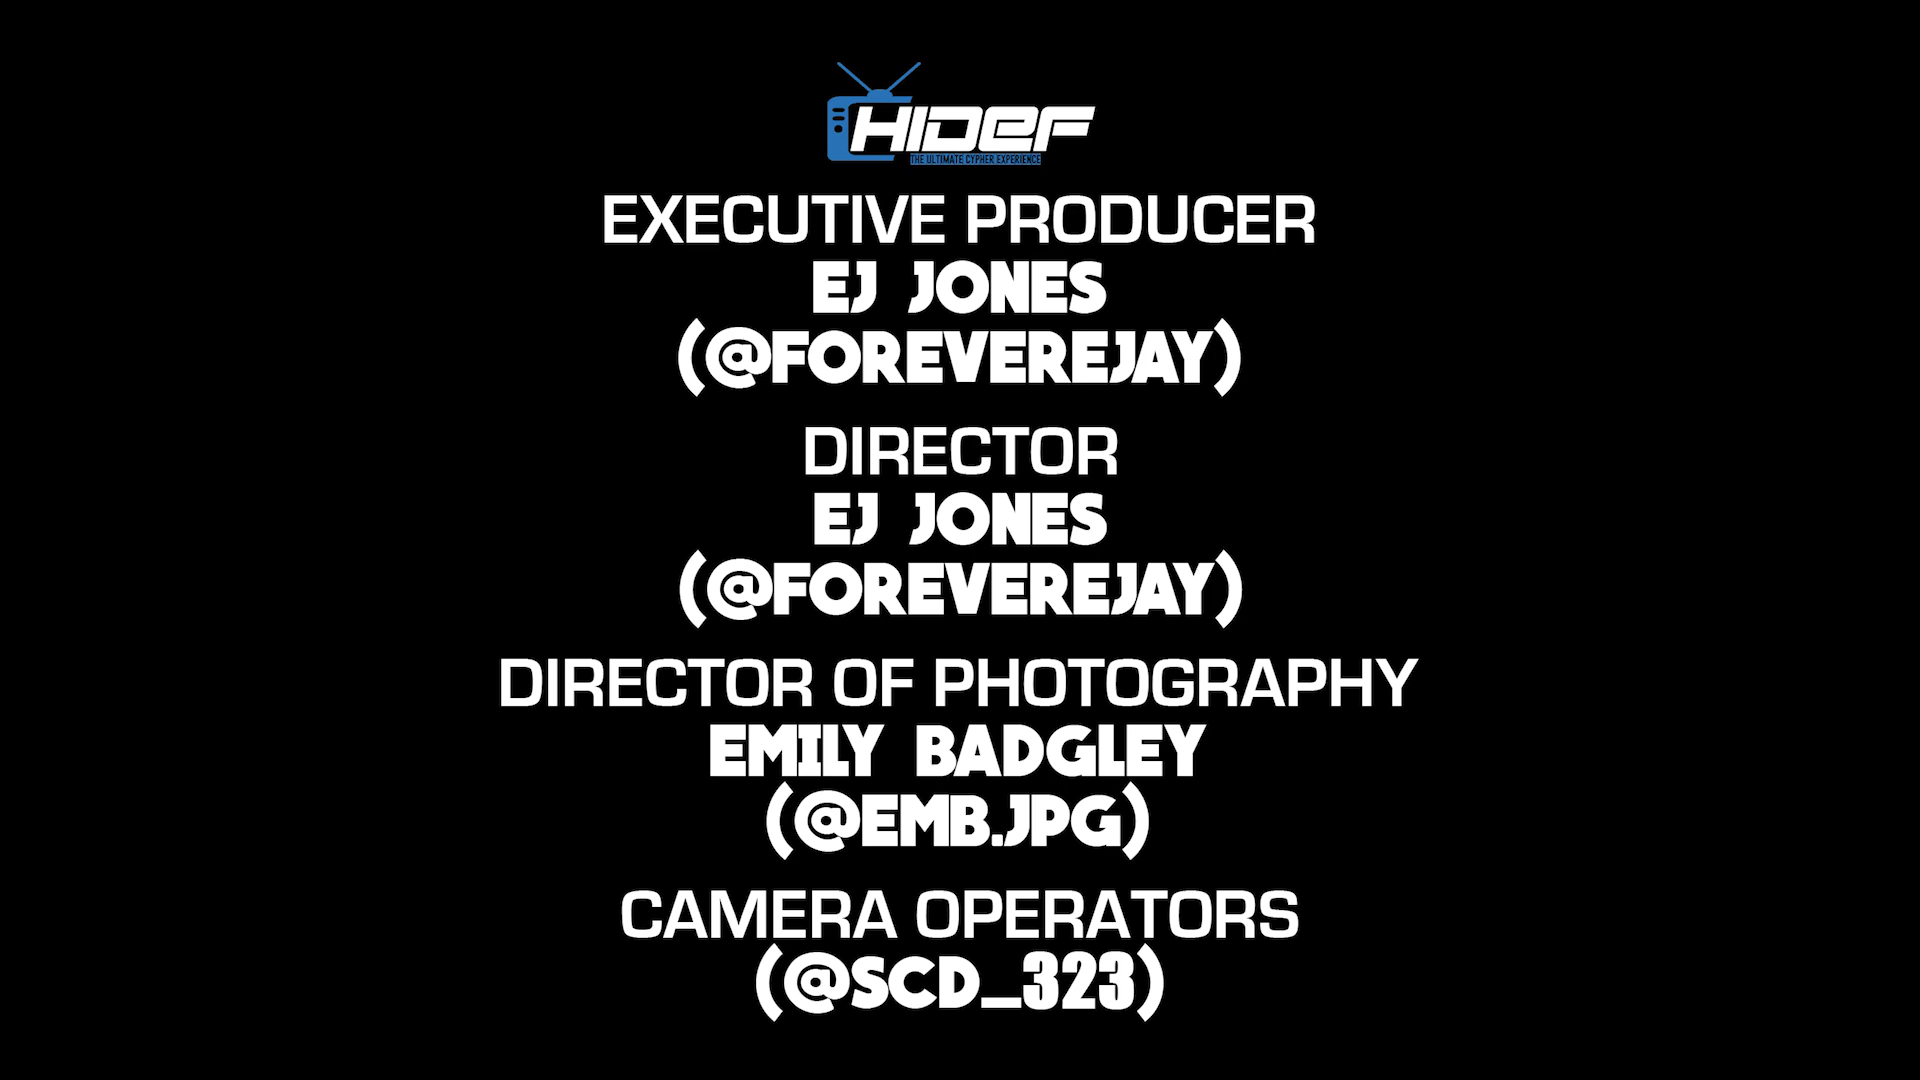 HIDEF
THE ULTIMATE CYPHER EXPERIENCE
EXECUTIVE PRODUCER
EJ JONES
(@FOREVEREJAY)
DIRECTOR
EJ JONES
(@FOREVEREJAY)
DIRECTOR OF PHOTOGRAPHY
EMILY BADGLEY
(@EMB.JPG)
CAMERA OPERATORS
(@SCD_323)